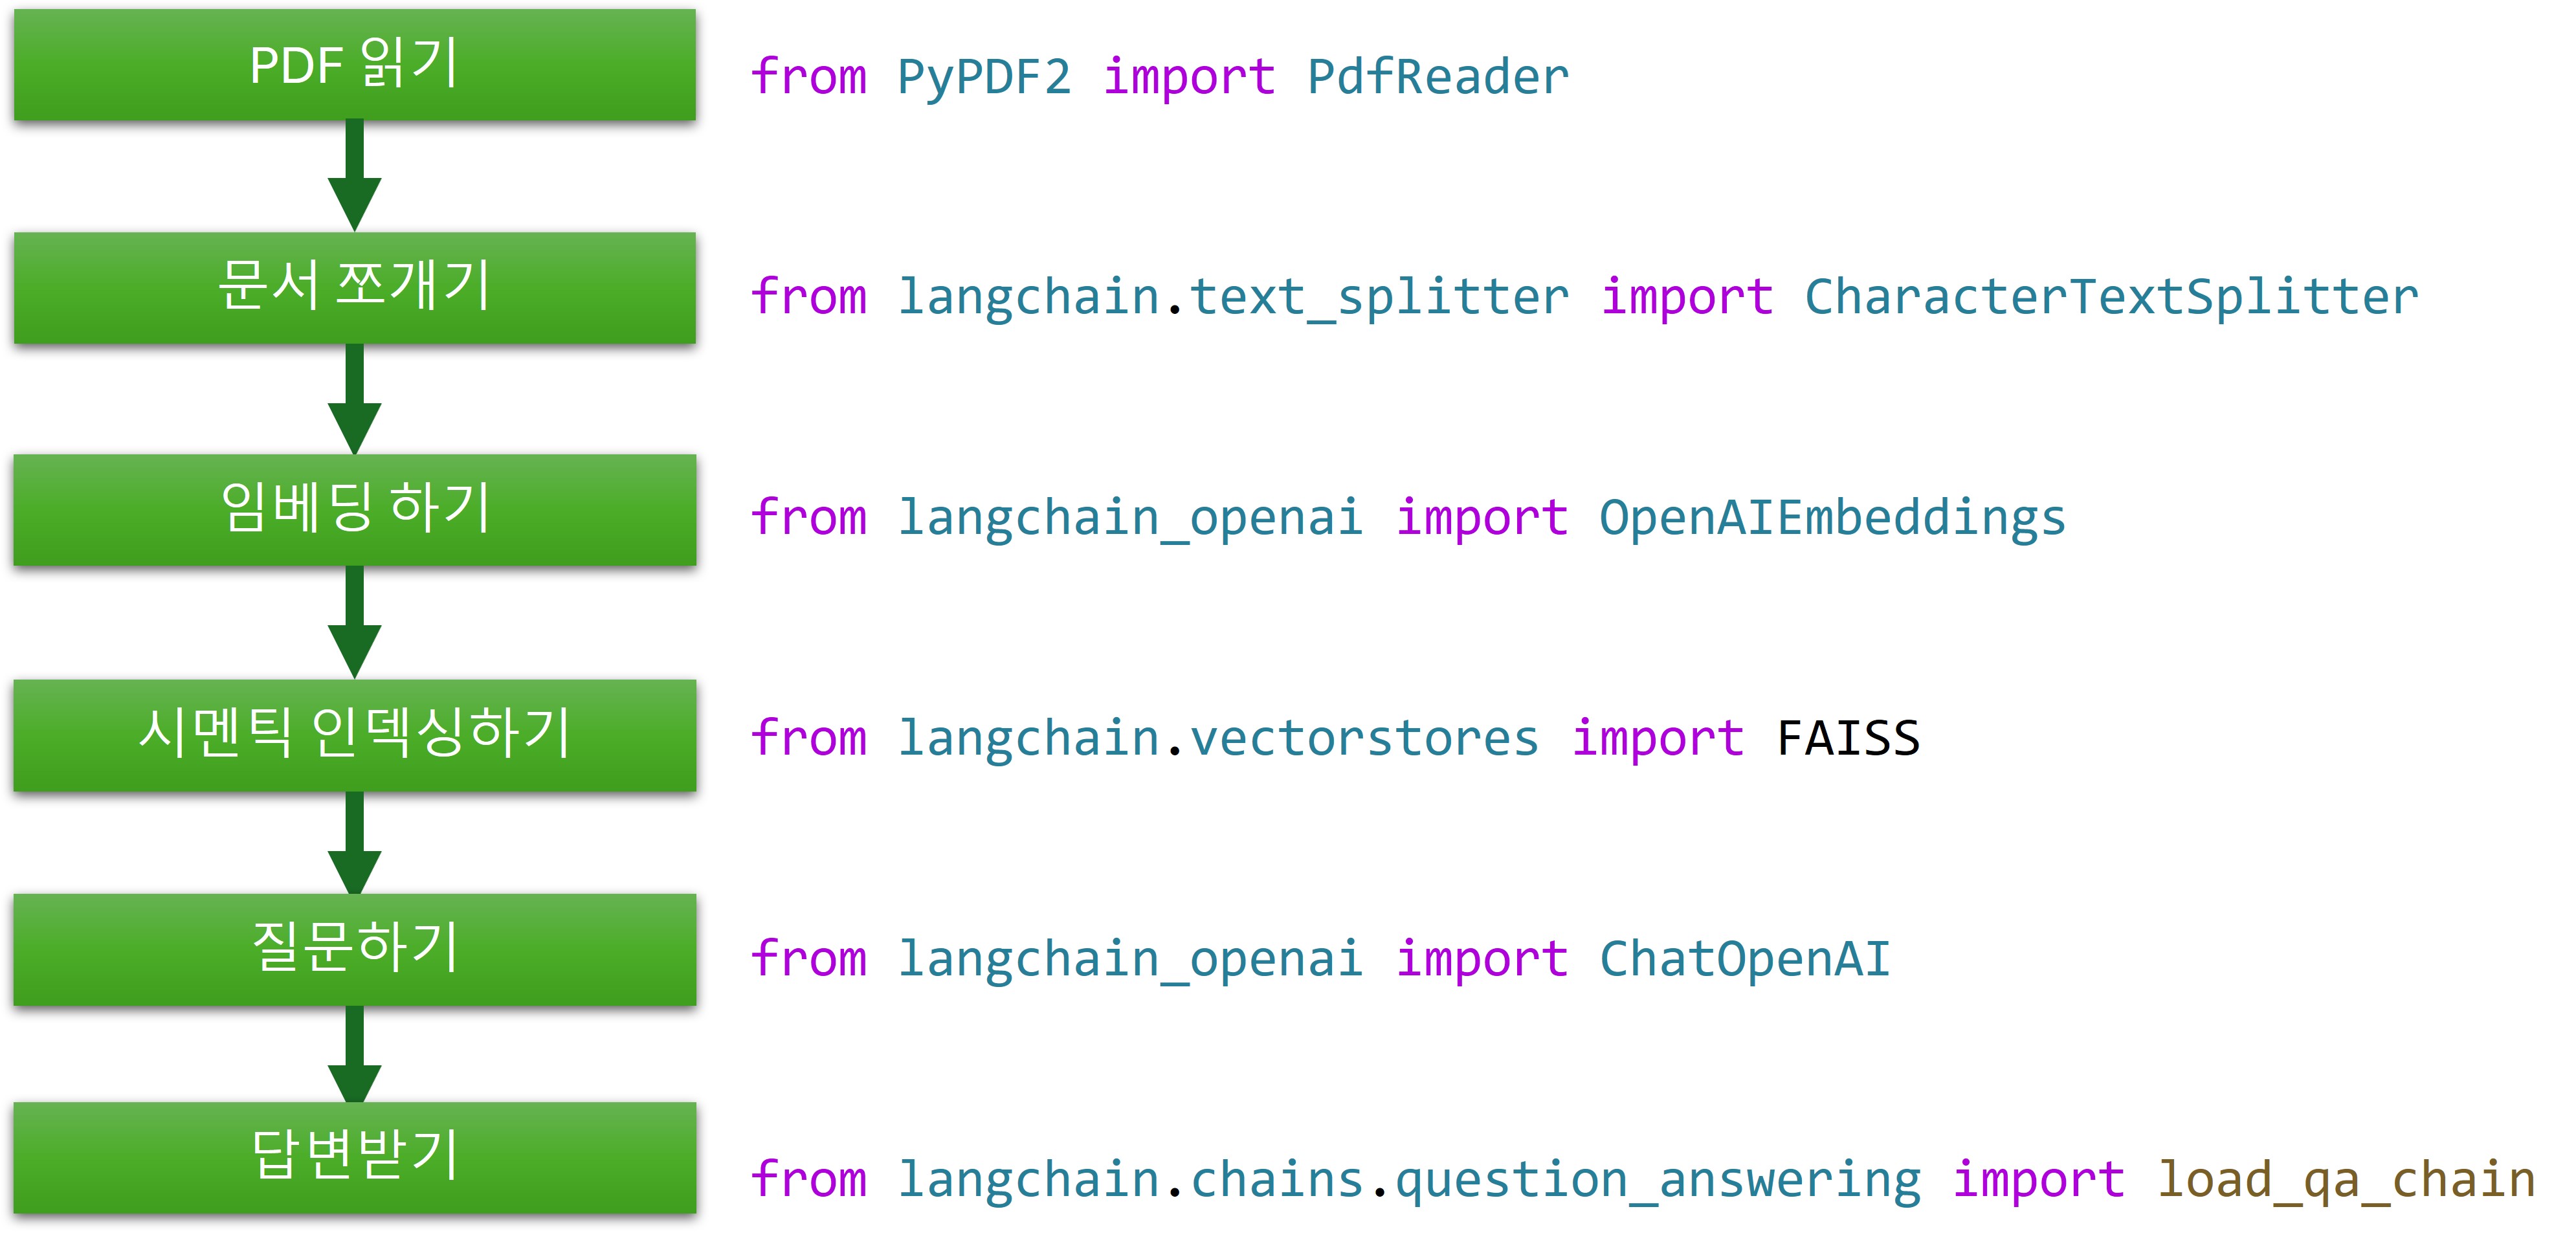 PDF 읽기
from PyPDF2 import PdfReader
문서 쪼개기
from langchain.text_splitter import CharacterTextSplitter
임베딩 하기
from langchain_openai import OpenAIEmbeddings
시멘틱 인덱싱하기
from langchain.vectorstores import FAISS
질문하기
from langchain_openai import ChatOpenAI
답변받기
from langchain.chains.question_answering import load_qa_chain